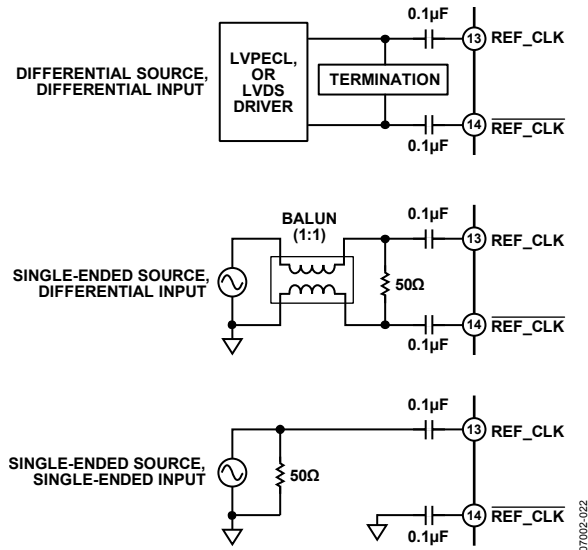 0.1µF
13 REF_CLK
LVPECL,
OR
LVDS
DRIVER
TERMINATION
DIFFERENTIAL SOURCE,
DIFFERENTIAL INPUT
14 REF_CLK
0.1µF
0.1µF
BALUN
(1:1)
13 REF_CLK
SINGLE-ENDED SOURCE,
DIFFERENTIAL INPUT
50Ω
14 REF_CLK
0.1µF
0.1µF
13 REF_CLK
SINGLE-ENDED SOURCE,
SINGLE-ENDED INPUT
50Ω
14 REF_CLK
0.1µF
07002-022